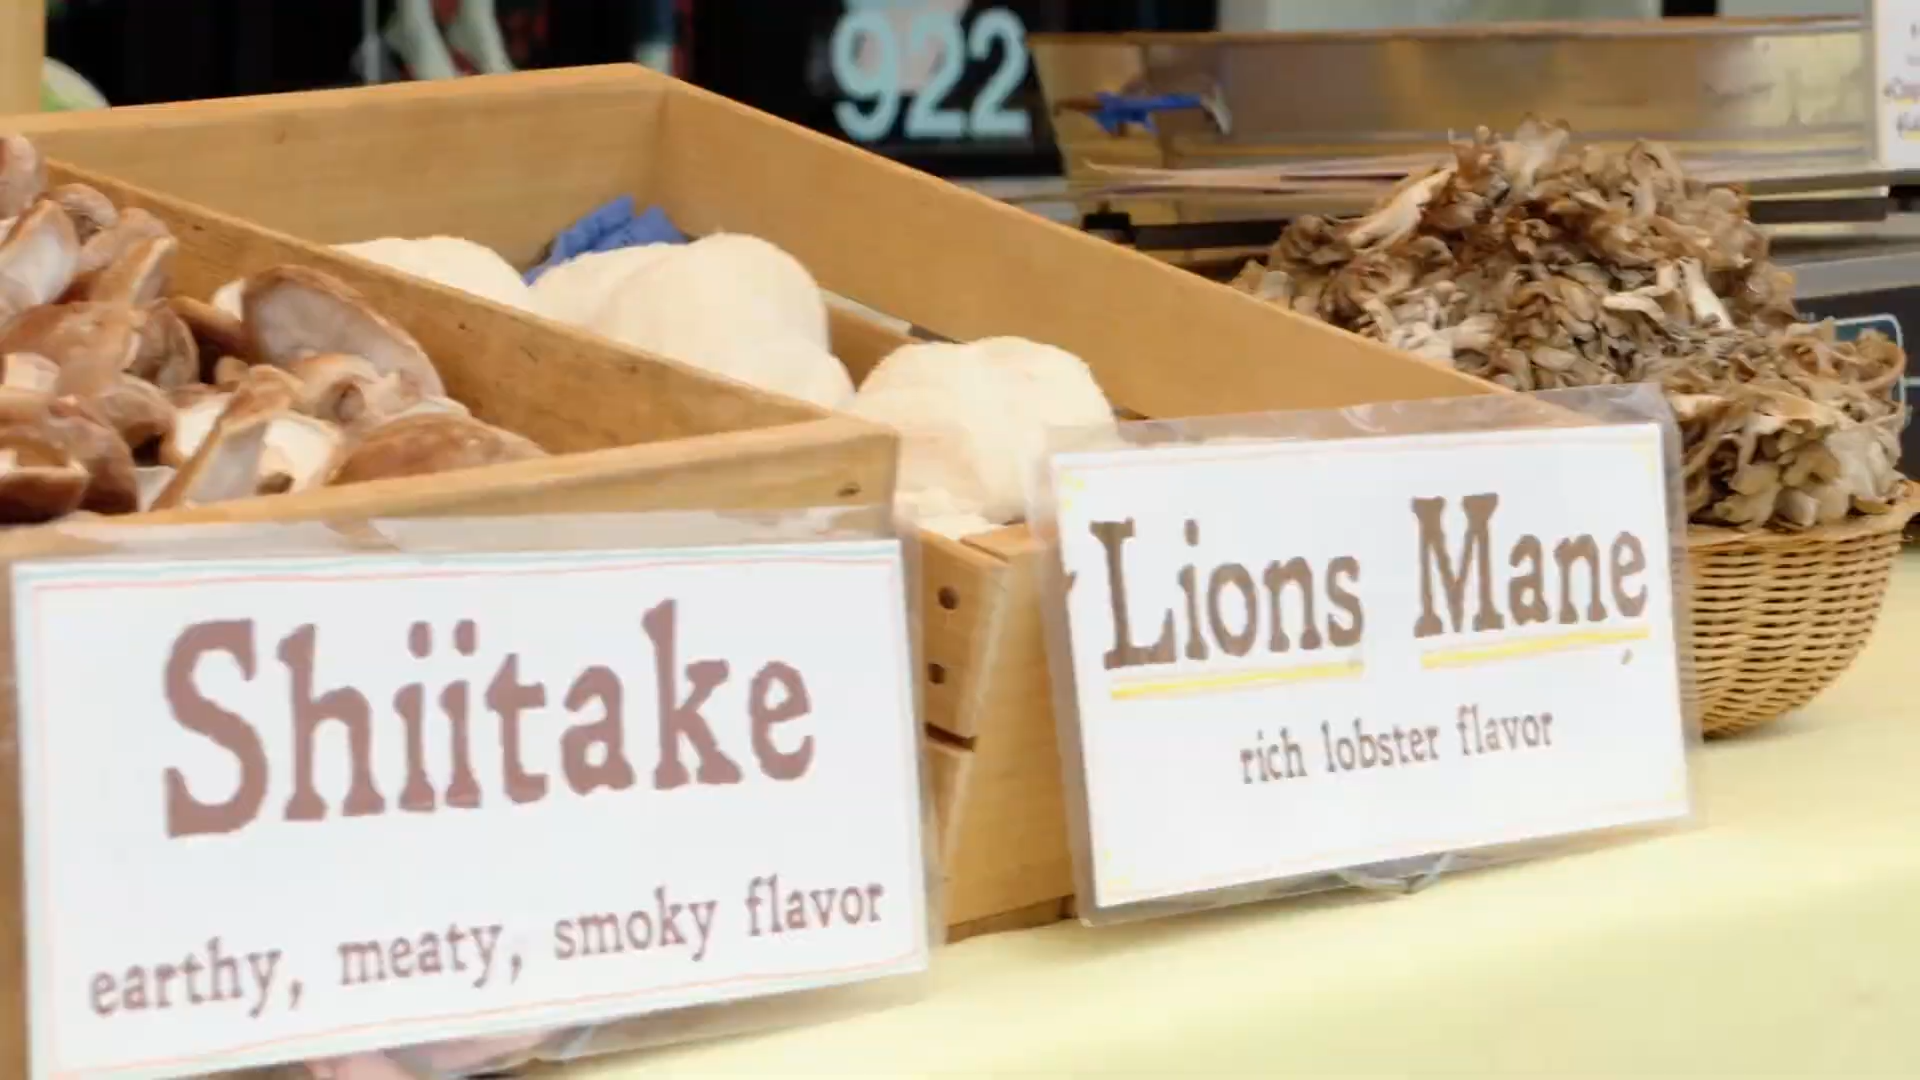 922
Shiitake
earthy, meaty, smoky flavor
Lions Mane
rich lobster flavor